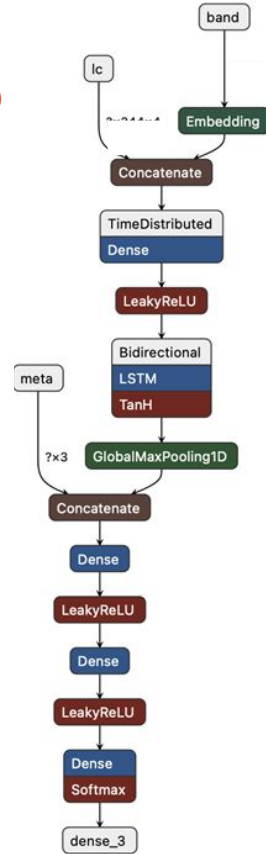 band
lc
Embedding
Concatenate
TimeDistributed
Dense
LeakyReLU
Bidirectional
LSTM
TanH
meta
GlobalMaxPooling1D
?×3
Concatenate
Dense
LeakyReLU
Dense
LeakyReLU
Dense
Softmax
dense_3